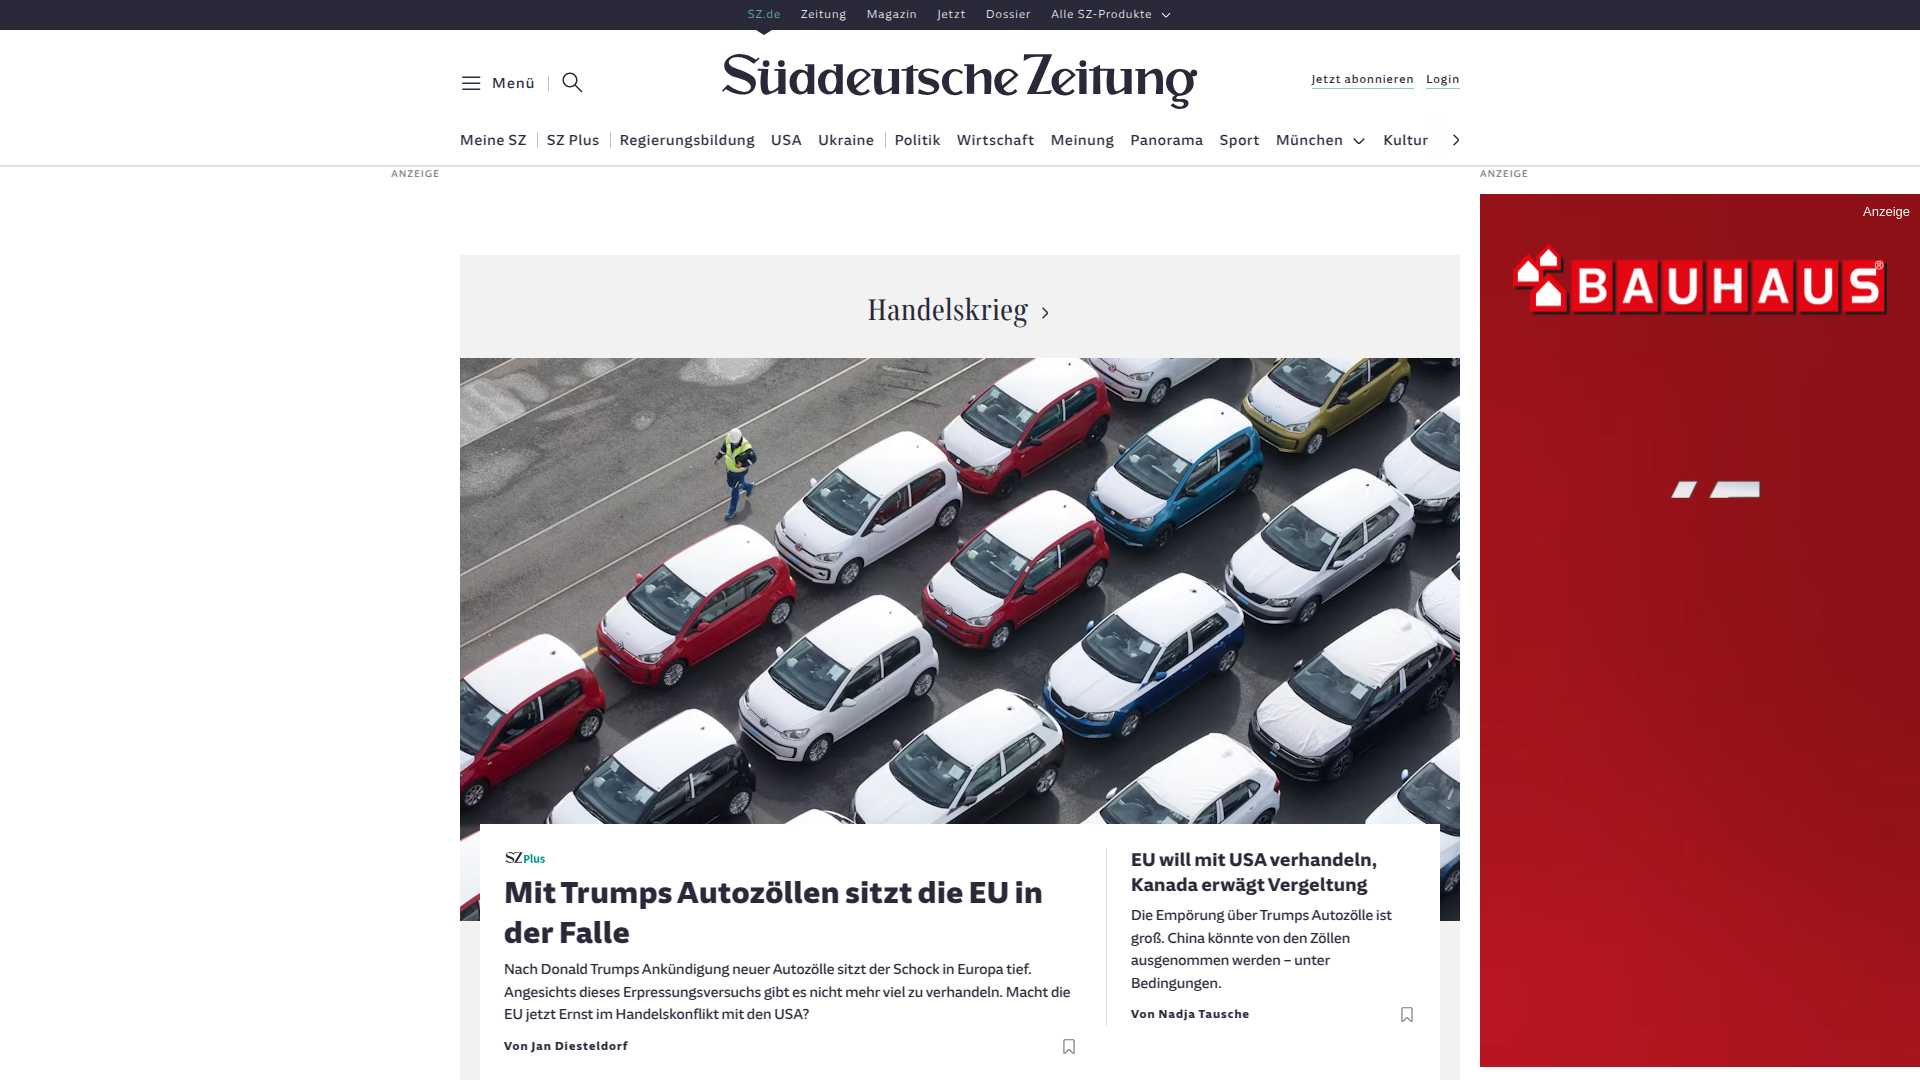 SZ.de Zeitung Magazin Jetzt Dossier Alle SZ-Produkte
Menü
Süddeutsche Zeitung
Jetzt abonnieren Login
Meine SZ SZ Plus Regierungsbildung USA Ukraine Politik Wirtschaft Meinung Panorama Sport München Kultur
ANZEIGE
ANZEIGE
Anzeige
BAUHAUS®
Handelskrieg
SZ Plus
Mit Trumps Autozöllen sitzt die EU in
der Falle
Nach Donald Trumps Ankündigung neuer Autozölle sitzt der Schock in Europa tief.
Angesichts dieses Erpressungsversuchs gibt es nicht mehr viel zu verhandeln. Macht die
EU jetzt Ernst im Handelskonflikt mit den USA?
Von Jan Diesteldorf
EU will mit USA verhandeln,
Kanada erwägt Vergeltung
Die Empörung über Trumps Autozölle ist
groß. China könnte von den Zöllen
ausgenommen werden – unter
Bedingungen.
Von Nadja Tausche